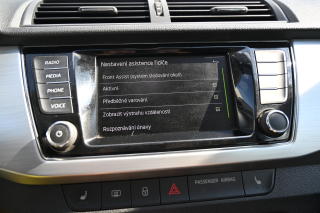 RADIO
MEDIA
PHONE
VOICE
Nastavení asistence řidiče
Front Assist (systém sledování okolí)
Aktivní
Předběžné varování
Zobrazit výstrahu vzdálenosti
Rozpoznávání únavy
PASSENGER AIRBAG